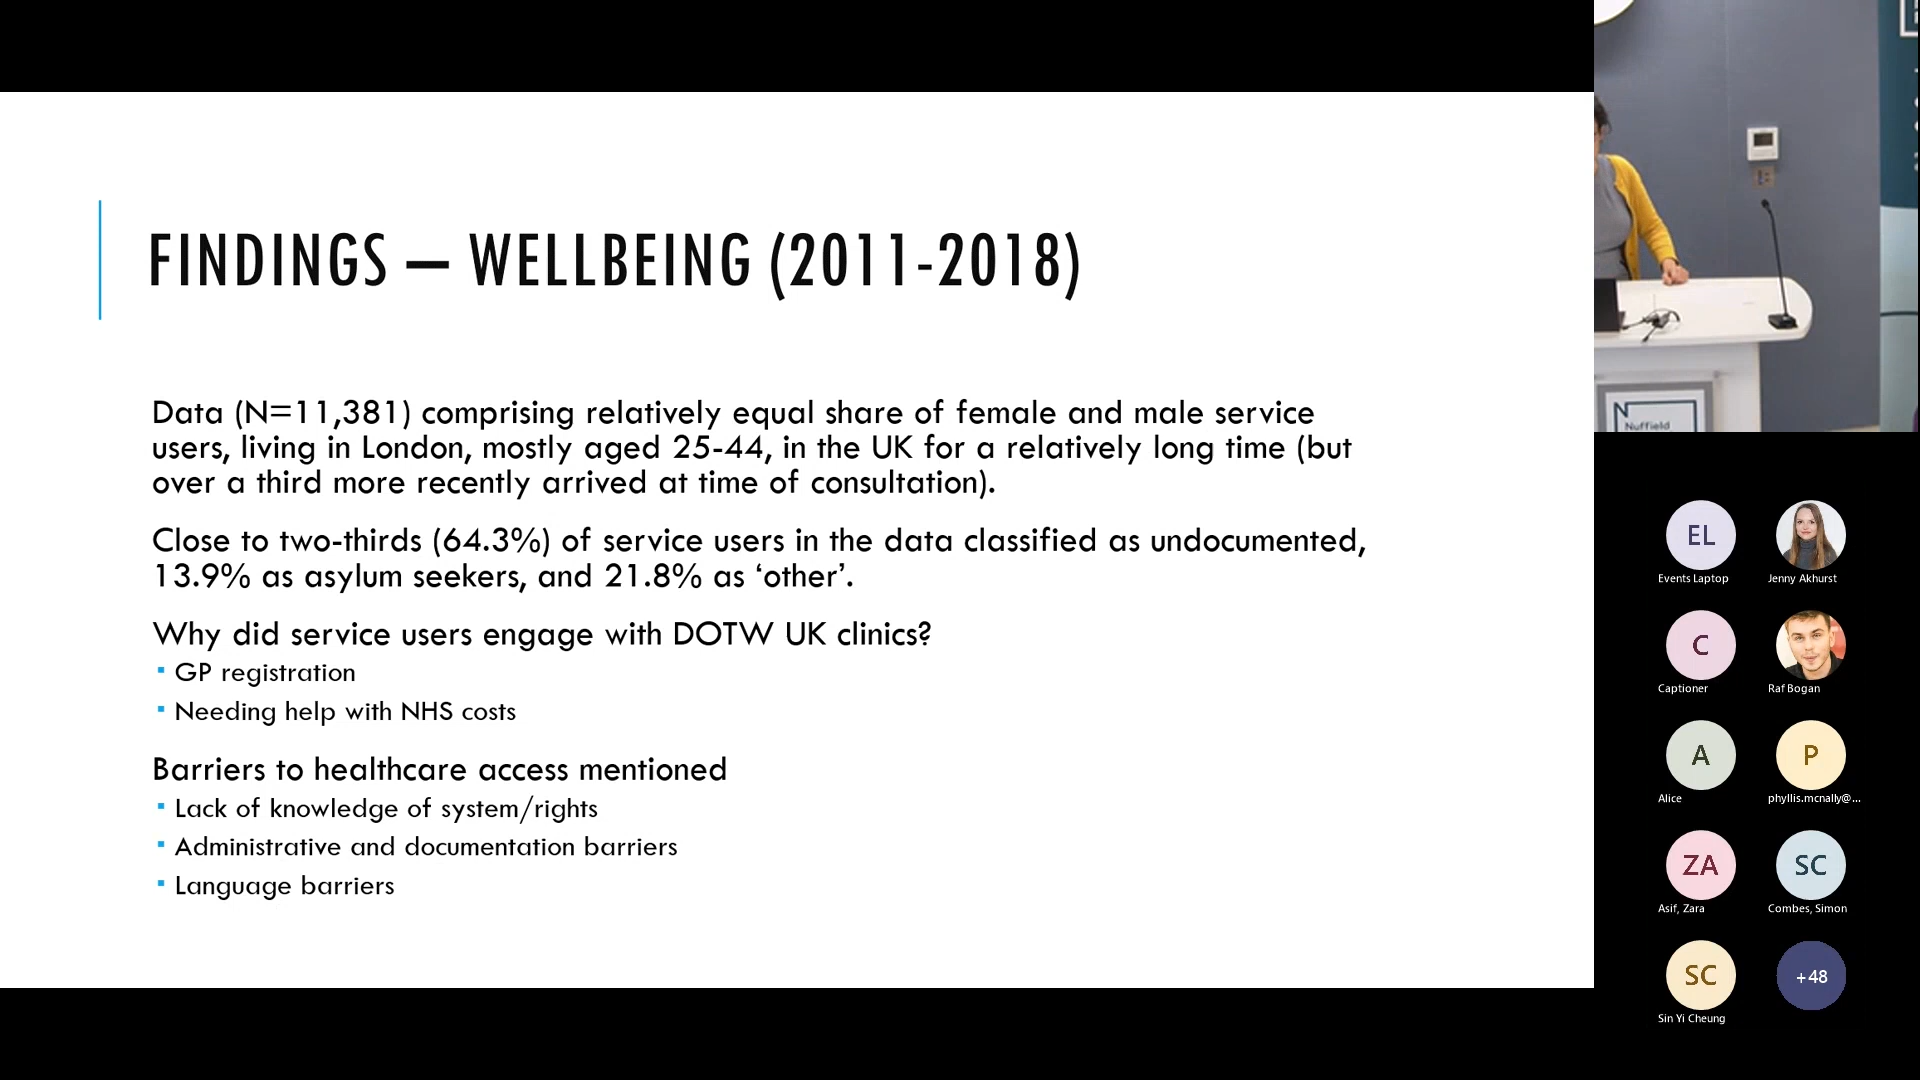 FINDINGS – WELLBEING (2011-2018)
Data (N=11,381) comprising relatively equal share of female and male service
users, living in London, mostly aged 25-44, in the UK for a relatively long time (but
over a third more recently arrived at time of consultation).
Close to two-thirds (64.3%) of service users in the data classified as undocumented,
13.9% as asylum seekers, and 21.8% as ‘other’.
Why did service users engage with DOTW UK clinics?
▪ GP registration
▪ Needing help with NHS costs
Barriers to healthcare access mentioned
▪ Lack of knowledge of system/rights
▪ Administrative and documentation barriers
▪ Language barriers
N
Nuffield
EL
Events Laptop
Jenny Akhurst
C
Captioner
Raf Bogan
A
Alice
P
phyllis.mcnally@...
ZA
Asif, Zara
SC
Combes, Simon
SC
Sin Yi Cheung
+48